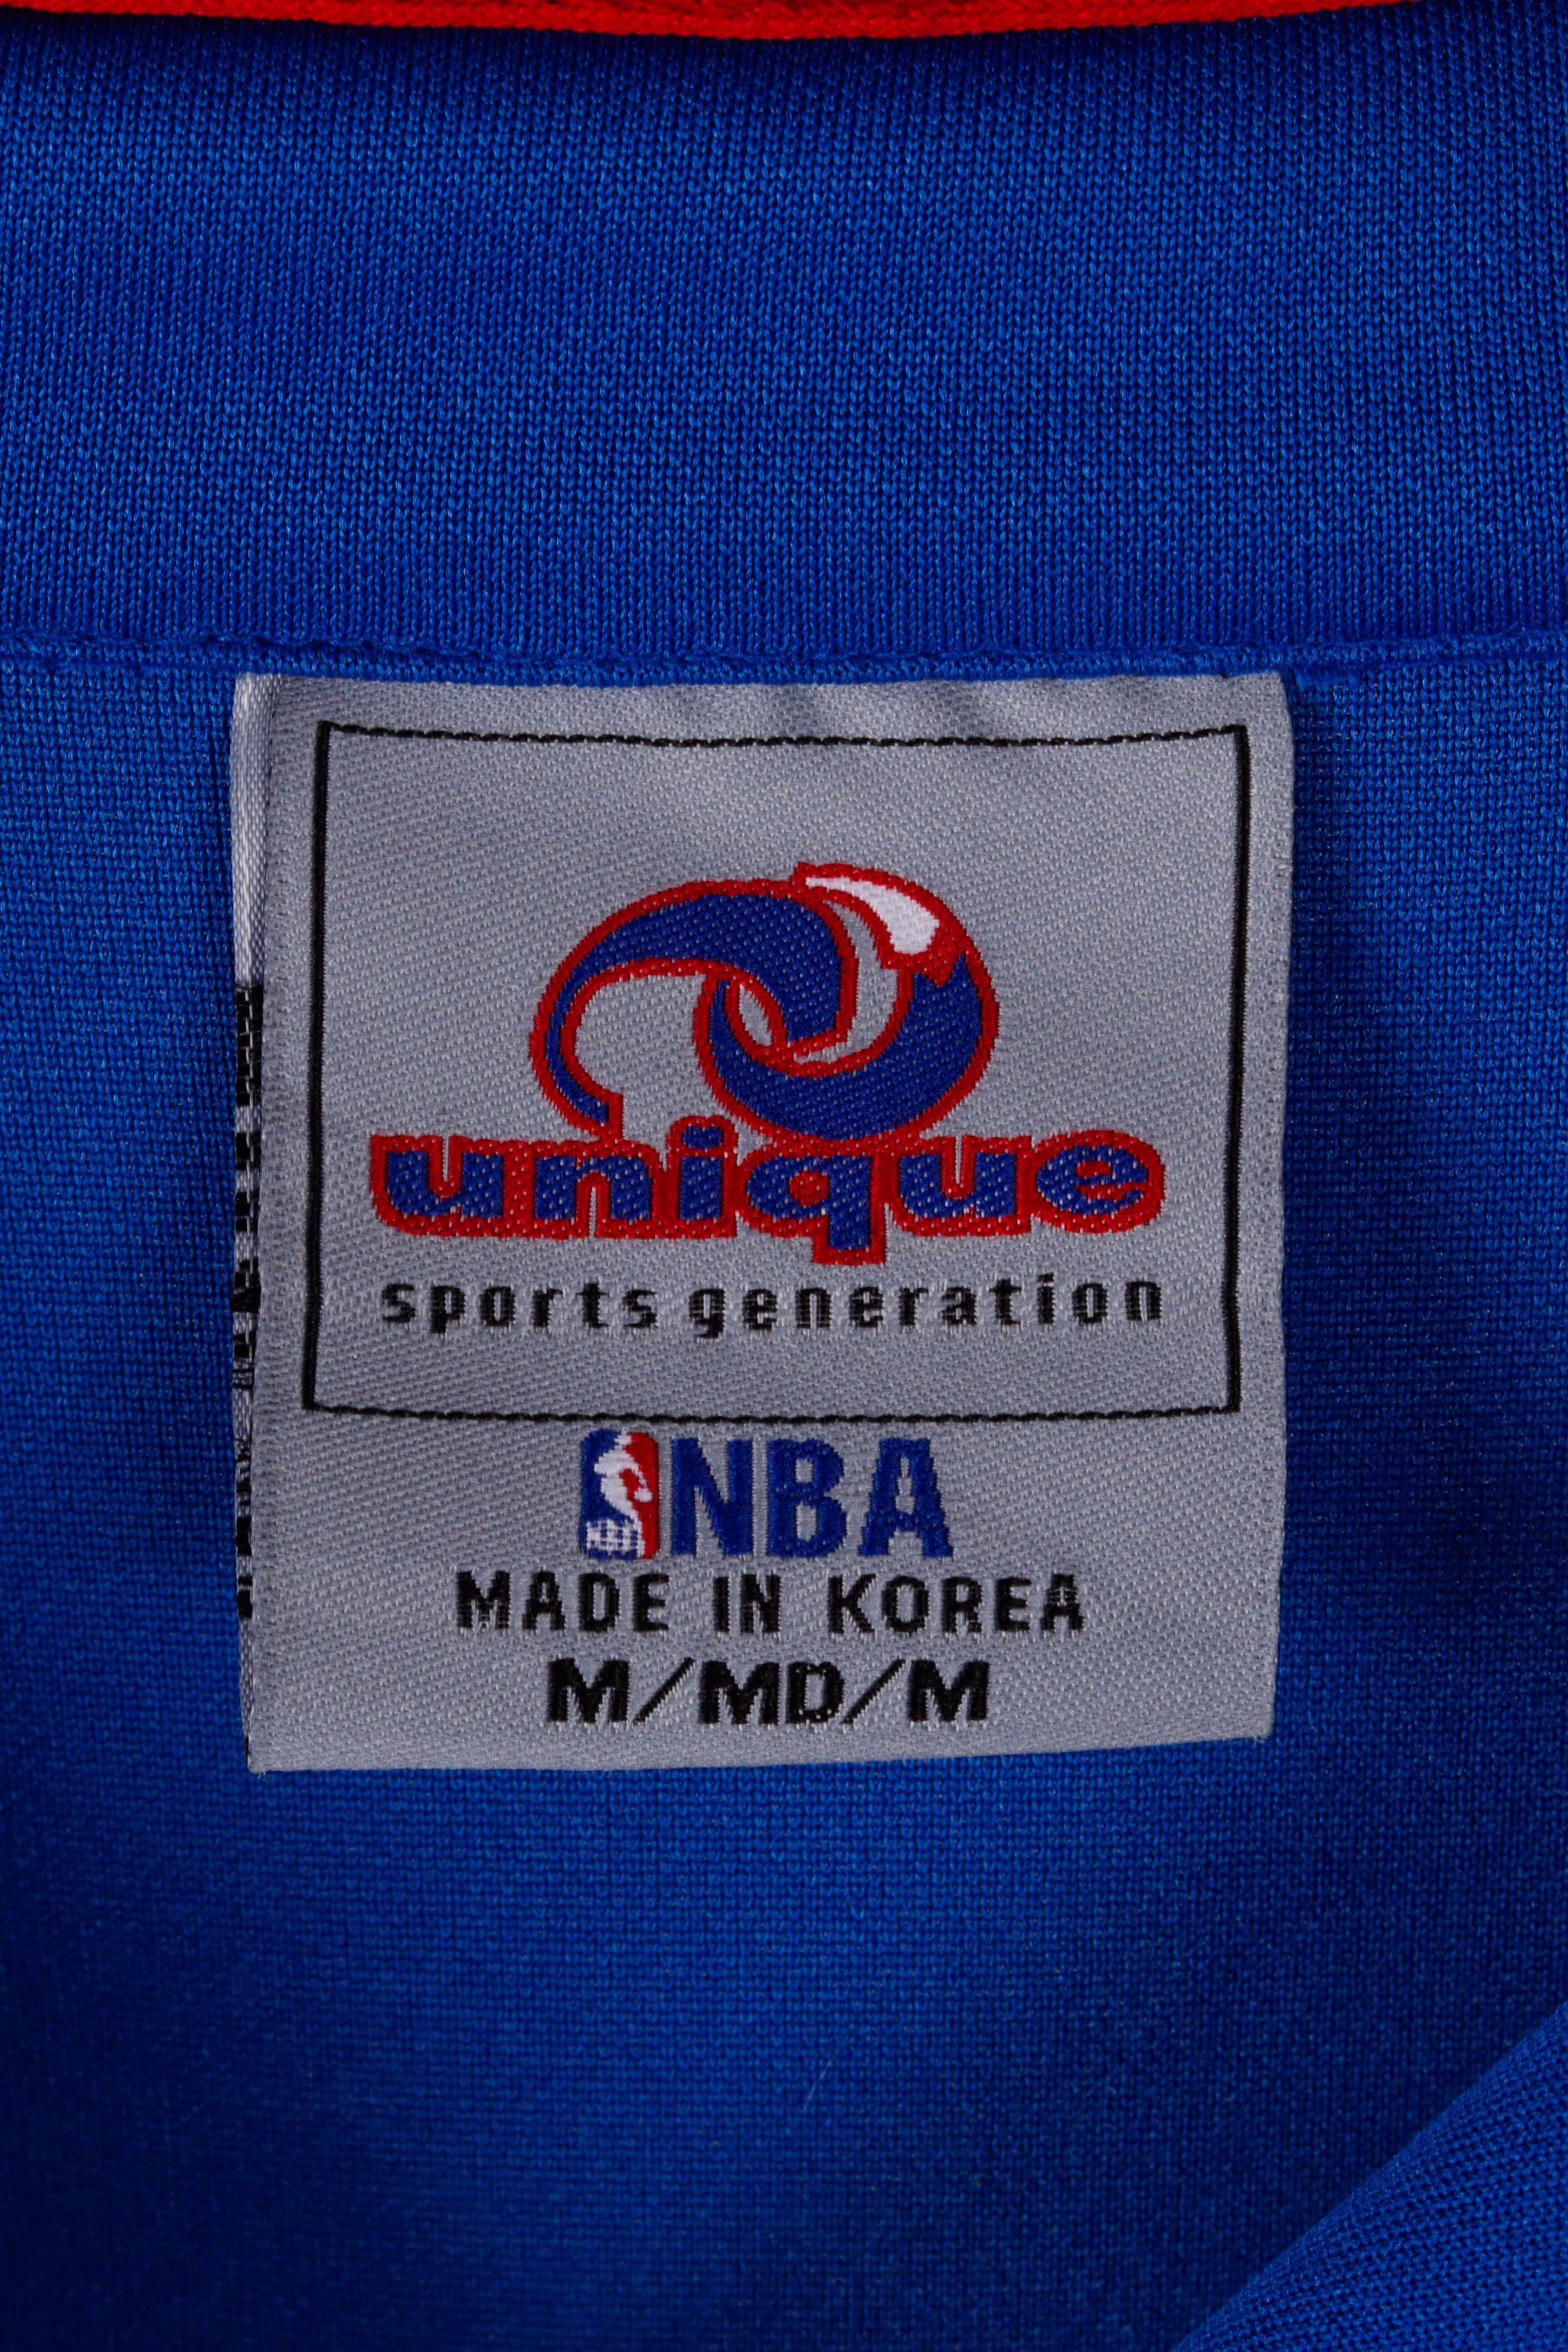 unique
sports generation
NBA
MADE IN KOREA
M/MD/M